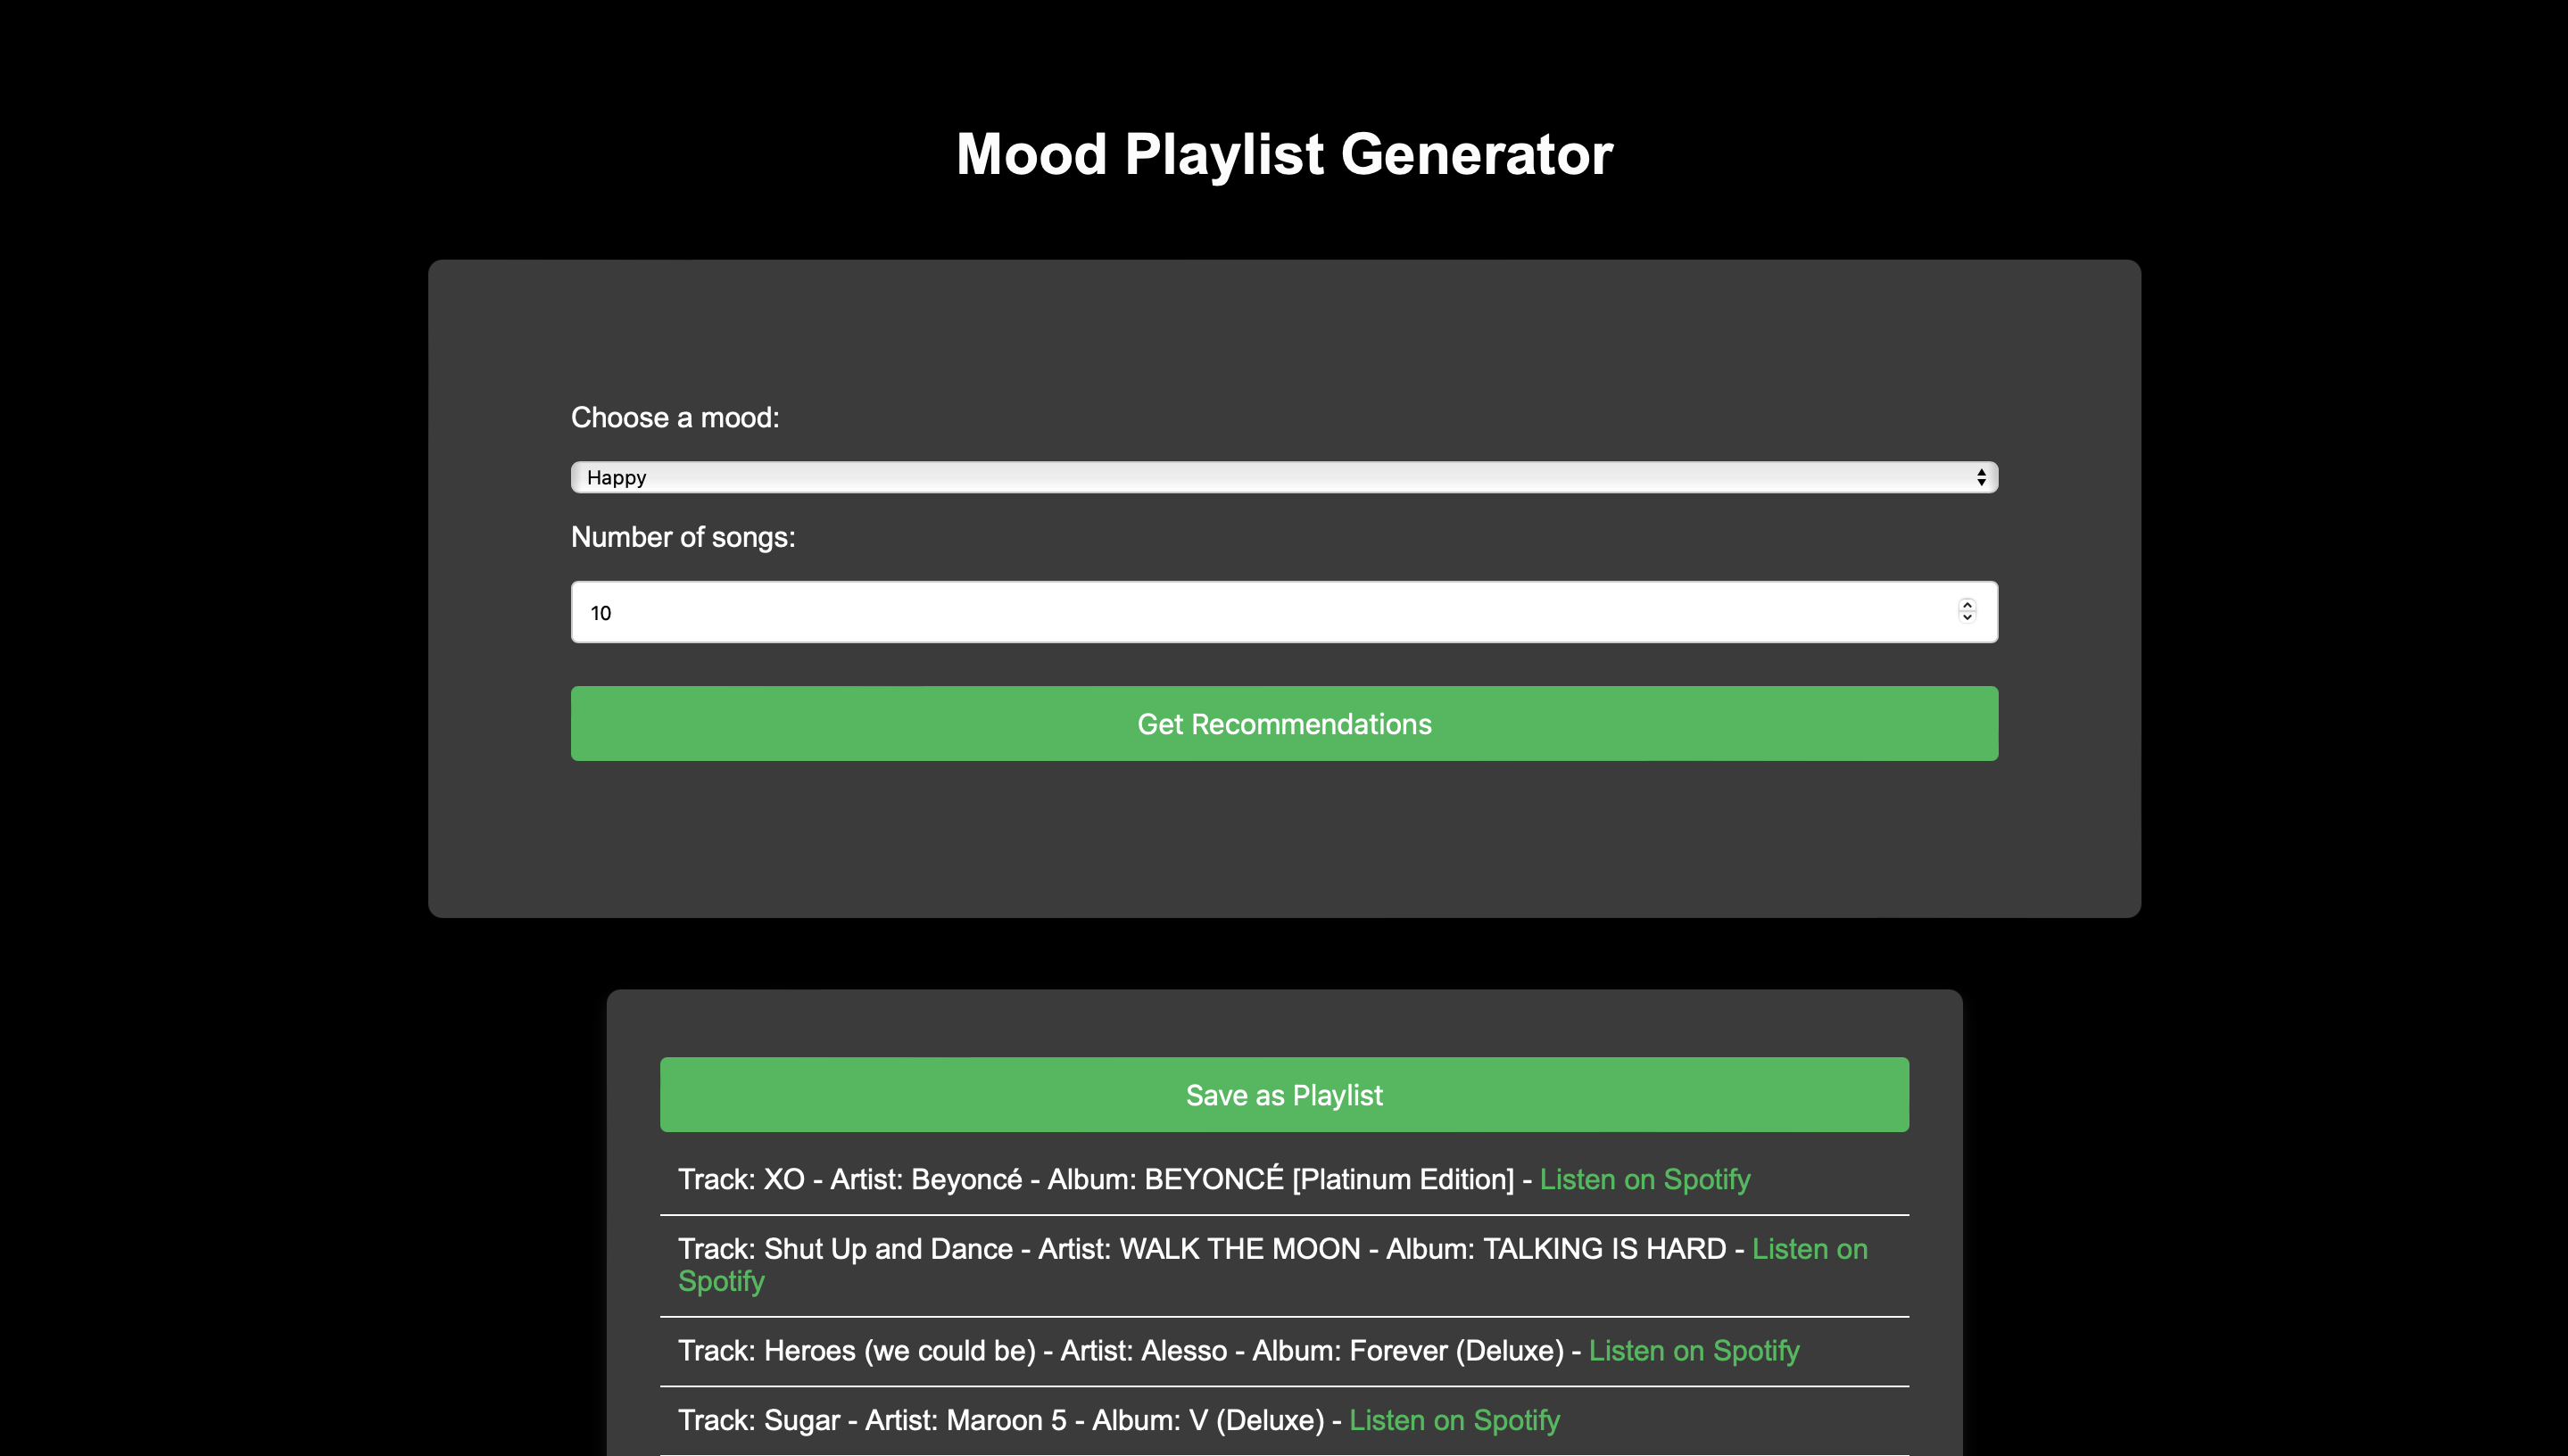 Mood Playlist Generator
Choose a mood:
Happy
Number of songs:
10
Get Recommendations
Save as Playlist
Track: XO - Artist: Beyoncé - Album: BEYONCÉ [Platinum Edition] - Listen on Spotify
Track: Shut Up and Dance - Artist: WALK THE MOON - Album: TALKING IS HARD - Listen on
Spotify
Track: Heroes (we could be) - Artist: Alesso - Album: Forever (Deluxe) - Listen on Spotify
Track: Sugar - Artist: Maroon 5 - Album: V (Deluxe) - Listen on Spotify